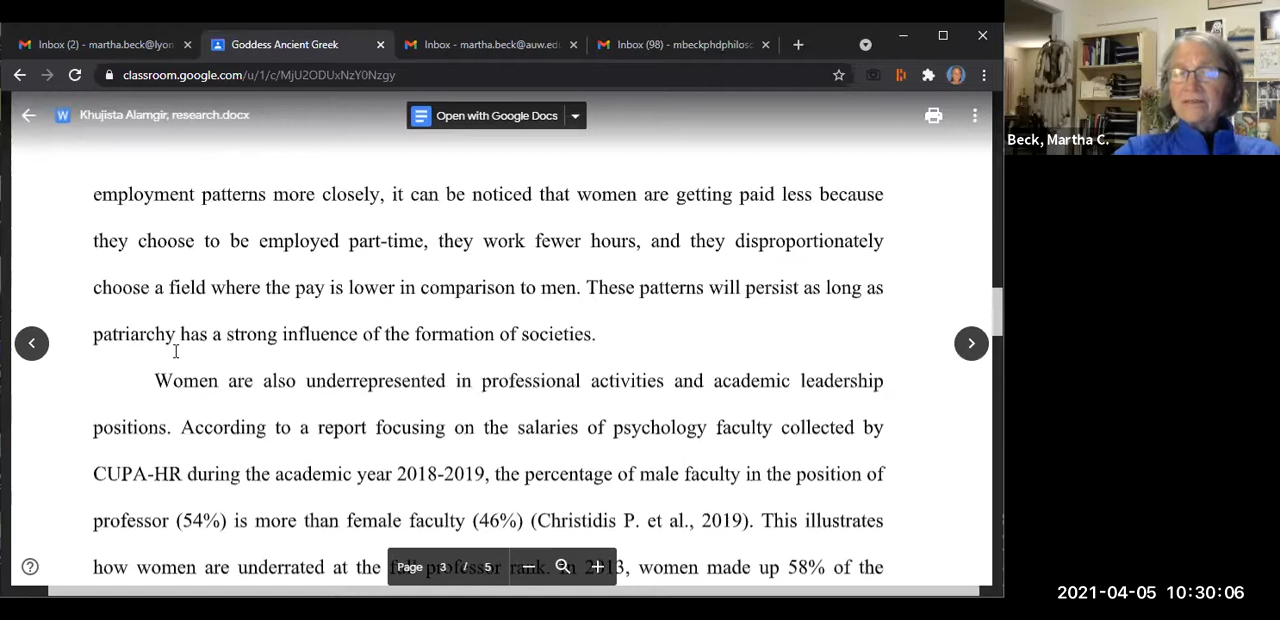 Inbox (2) - martha.beck@lyon
Goddess Ancient Greek
Inbox - martha.beck@auw.ed
Inbox (98) - mbeckphdphilos
classroom.google.com/u/1/c/MjU2ODUxNzY0Nzgy
Khujista Alamgir, research.docx
Open with Google Docs
Beck, Martha C.
employment patterns more closely, it can be noticed that women are getting paid less because
they choose to be employed part-time, they work fewer hours, and they disproportionately
choose a field where the pay is lower in comparison to men. These patterns will persist as long as
patriarchy has a strong influence of the formation of societies.
Women are also underrepresented in professional activities and academic leadership
positions. According to a report focusing on the salaries of psychology faculty collected by
CUPA-HR during the academic year 2018-2019, the percentage of male faculty in the position of
professor (54%) is more than female faculty (46%) (Christidis P. et al., 2019). This illustrates
how women are underrated at the full professor rank. In 2013, women made up 58% of the
Page 3 / 5
2021-04-05 10:30:06